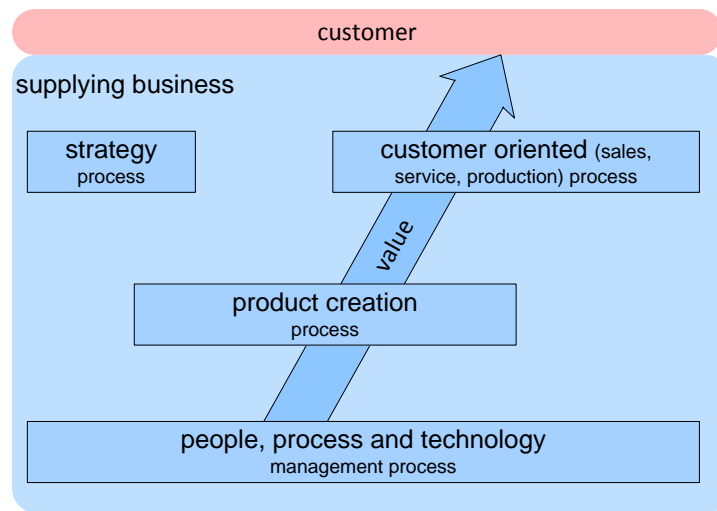 customer
supplying business
strategy
process
customer oriented (sales,
service, production) process
value
product creation
process
people, process and technology
management process